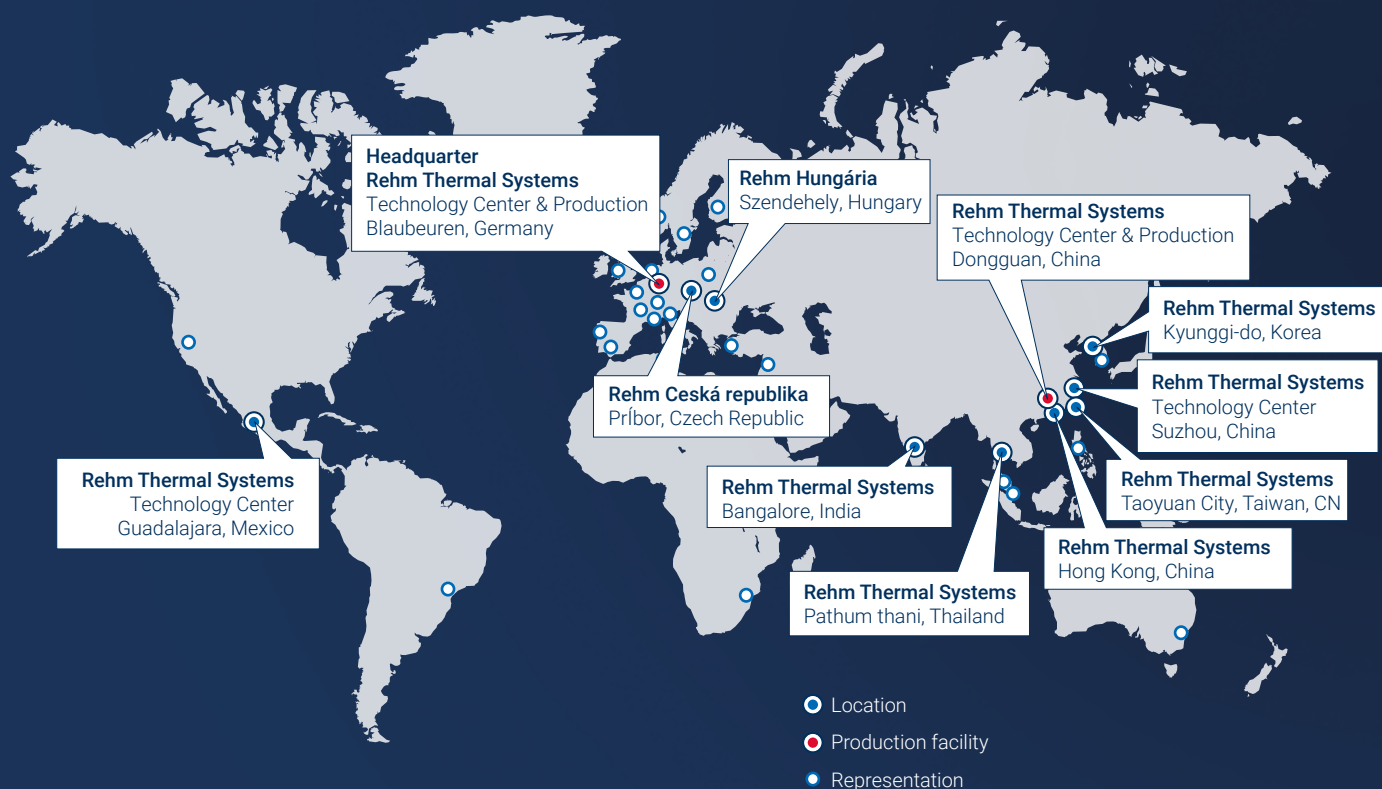 Headquarter
Rehm Thermal Systems
Technology Center & Production
Blaubeuren, Germany
Rehm Hungária
Szendehely, Hungary
Rehm Thermal Systems
Technology Center & Production
Dongguan, China
Rehm Thermal Systems
Kyunggi-do, Korea
Rehm Ceská republika
Príbor, Czech Republic
Rehm Thermal Systems
Technology Center
Suzhou, China
Rehm Thermal Systems
Technology Center
Guadalajara, Mexico
Rehm Thermal Systems
Bangalore, India
Rehm Thermal Systems
Taoyuan City, Taiwan, CN
Rehm Thermal Systems
Hong Kong, China
Rehm Thermal Systems
Pathum thani, Thailand
Location
Production facility
Representation